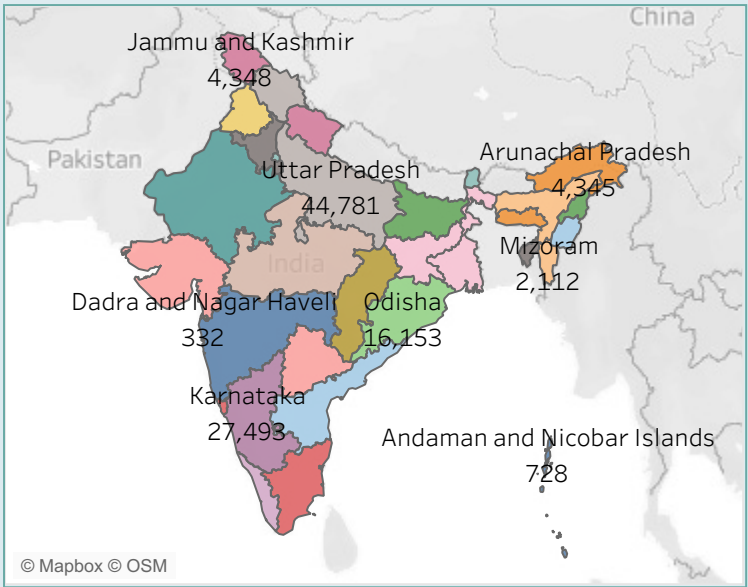 China
Jammu and Kashmir
4,348
Pakistan
Arunachal Pradesh
4,345
Uttar Pradesh
44,781
India
Mizoram
2,112
Dadra and Nagar Haveli
332
Odisha
16,153
Karnataka
27,493
Andaman and Nicobar Islands
728
© Mapbox © OSM